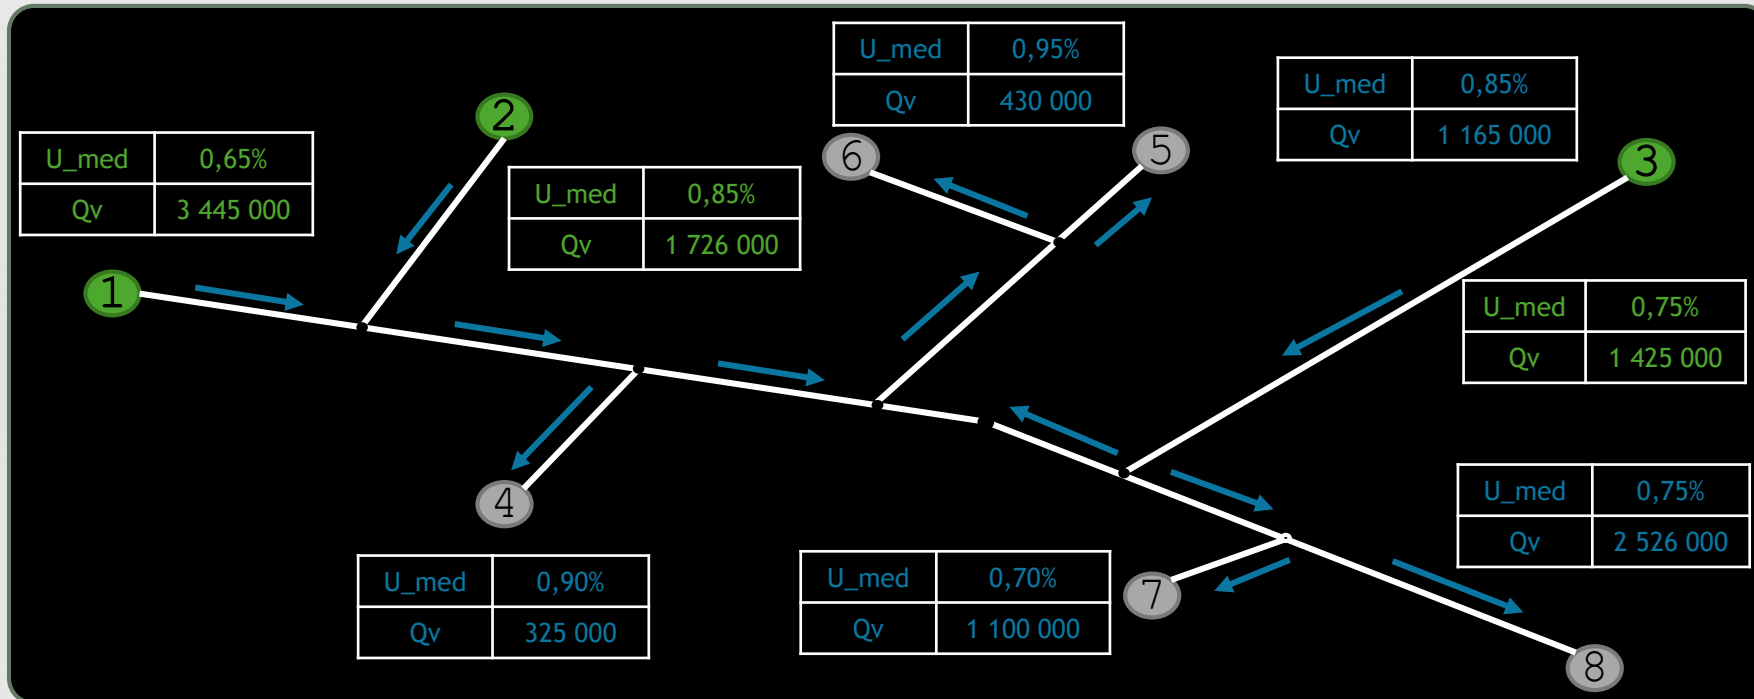 U_med 0,95%
Qv 430 000
U_med 0,85%
Qv 1 165 000
2
U_med 0,65%
Qv 3 445 000
6
5
3
U_med 0,85%
Qv 1 726 000
1
U_med 0,75%
Qv 1 425 000
4
U_med 0,75%
Qv 2 526 000
U_med 0,90%
Qv 325 000
U_med 0,70%
Qv 1 100 000
7
8